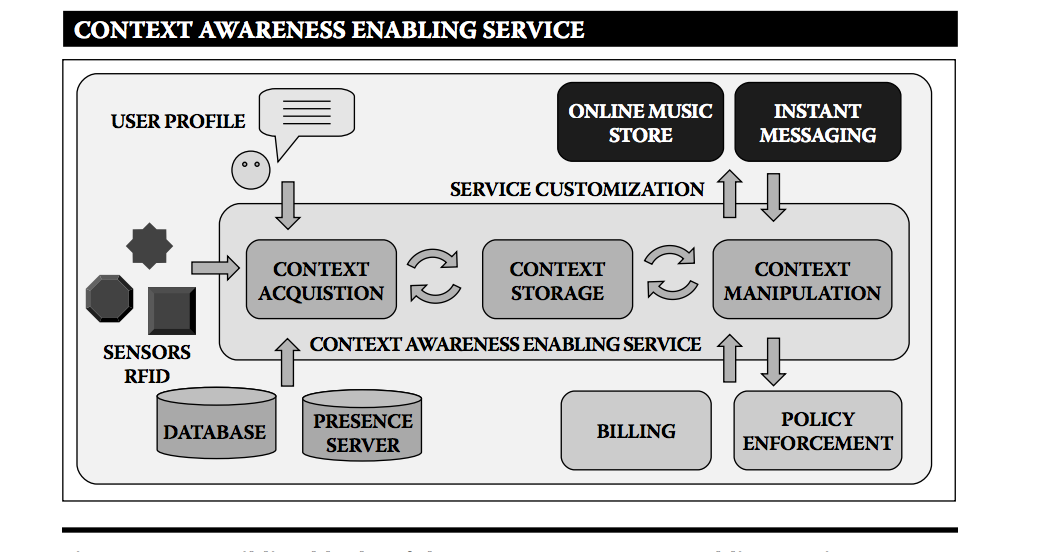 CONTEXT AWARENESS ENABLING SERVICE
USER PROFILE
ONLINE MUSIC
STORE
INSTANT
MESSAGING
SERVICE CUSTOMIZATION
CONTEXT
ACQUISTION
CONTEXT
STORAGE
CONTEXT
MANIPULATION
CONTEXT AWARENESS ENABLING SERVICE
SENSORS
RFID
DATABASE
PRESENCE
SERVER
BILLING
POLICY
ENFORCEMENT